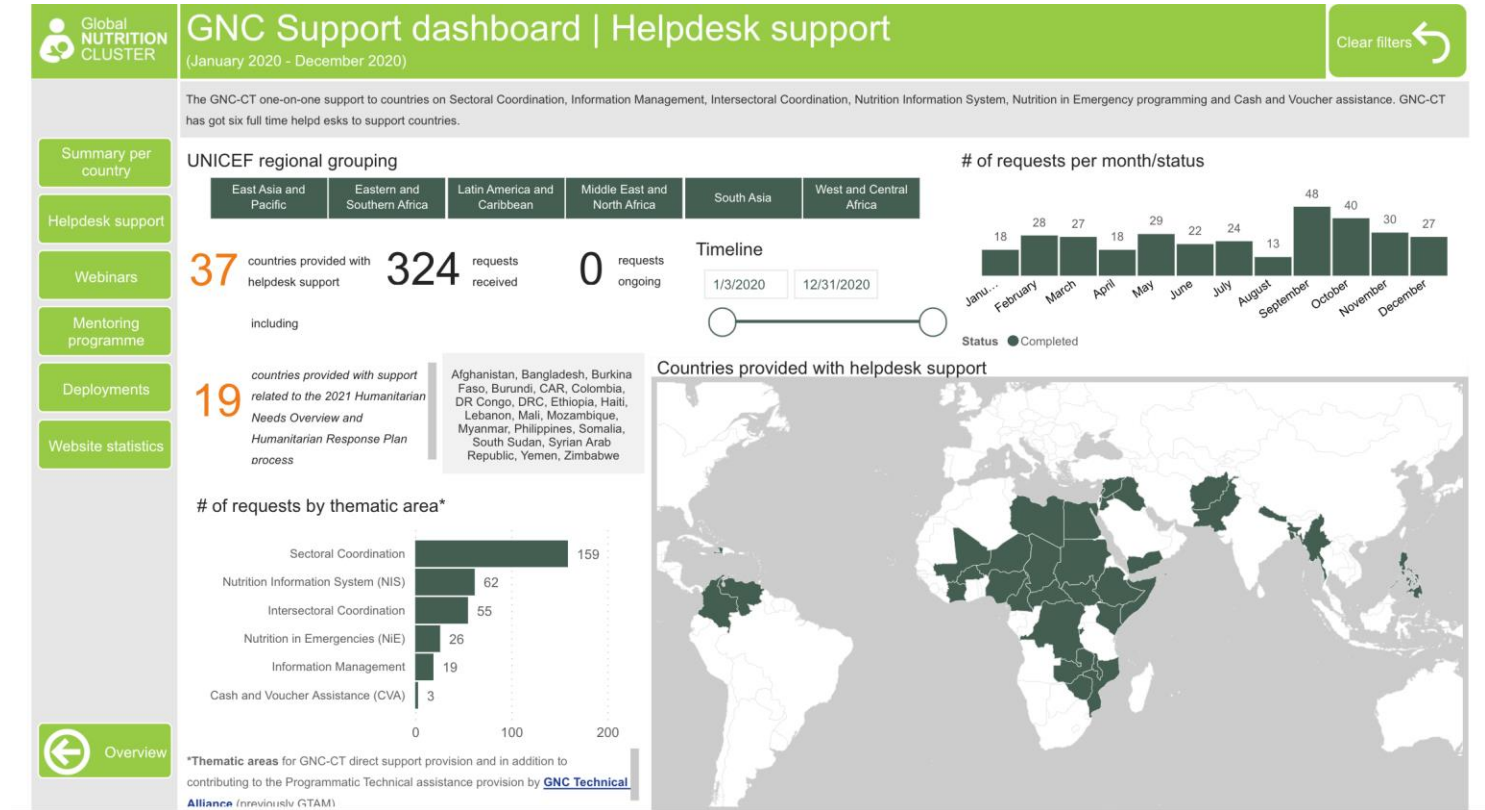 Global
NUTRITION
CLUSTER
GNC Support dashboard | Helpdesk support
(January 2020 - December 2020)
Clear filters
The GNC-CT one-on-one support to countries on Sectoral Coordination, Information Management, Intersectoral Coordination, Nutrition Information System, Nutrition in Emergency programming and Cash and Voucher assistance. GNC-CT
has got six full time helpd esks to support countries.
Summary per
country
Helpdesk support
Webinars
Mentoring
programme
Deployments
Website statistics
Overview
UNICEF regional grouping
East Asia and
Pacific
Eastern and
Southern Africa
Latin America and
Caribbean
Middle East and
North Africa
South Asia
West and Central
Africa
37
countries provided with
helpdesk support
324
requests
received
0
requests
ongoing
including
Timeline
1/3/2020
12/31/2020
# of requests per month/status
18
28
27
18
29
22
24
13
48
40
30
27
Janu...
February
March
April
May
June
July
August
September
October
November
December
Status Completed
19
countries provided with support
related to the 2021 Humanitarian
Needs Overview and
Humanitarian Response Plan
process
Afghanistan, Bangladesh, Burkina
Faso, Burundi, CAR, Colombia,
DR Congo, DRC, Ethiopia, Haiti,
Lebanon, Mali, Mozambique,
Myanmar, Philippines, Somalia,
South Sudan, Syrian Arab
Republic, Yemen, Zimbabwe
Countries provided with helpdesk support
# of requests by thematic area*
Sectoral Coordination 159
Nutrition Information System (NIS) 62
Intersectoral Coordination 55
Nutrition in Emergencies (NiE) 26
Information Management 19
Cash and Voucher Assistance (CVA) 3
0 100 200
*Thematic areas for GNC-CT direct support provision and in addition to
contributing to the Programmatic Technical assistance provision by GNC Technical
Alliance (previously GTAM)